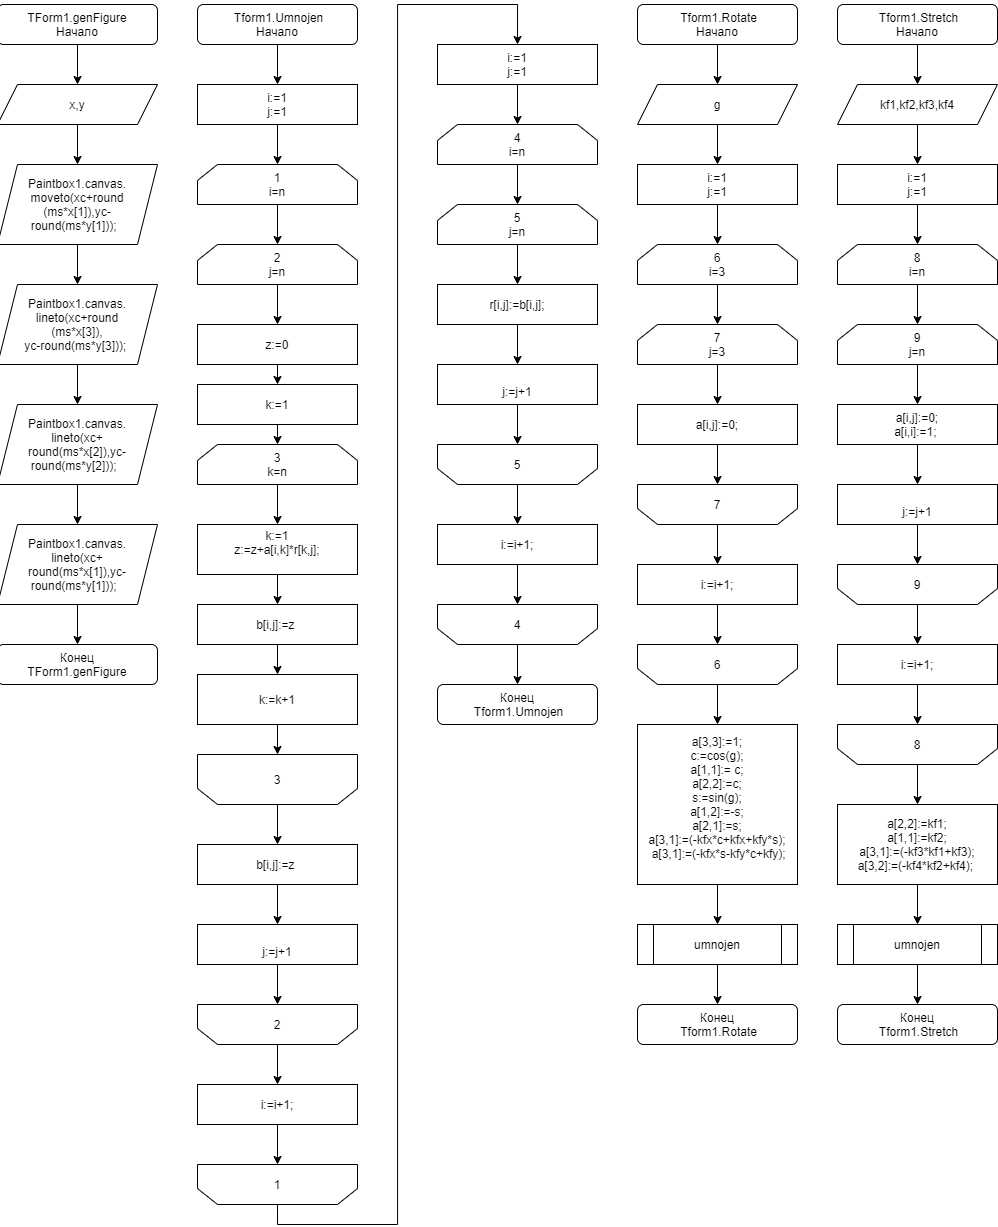 TForm1.genFigure
Начало
x,y
Paintbox1.canvas.
moveto(xc+round
(ms*x[1]),yc-
round(ms*y[1]));
Paintbox1.canvas.
lineto(xc+round
(ms*x[3]),
yc-round(ms*y[3]));
Paintbox1.canvas.
lineto(xc+
round(ms*x[2]),yc-
round(ms*y[2]));
Paintbox1.canvas.
lineto(xc+
round(ms*x[1]),yc-
round(ms*y[1]));
Конец
TForm1.genFigure
Tform1.Umnojen
Начало
i:=1
j:=1
1
i=n
2
j=n
z:=0
k:=1
3
k=n
k:=1
z:=z+a[i,k]*r[k,j];
b[i,j]:=z
k:=k+1
3
b[i,j]:=z
j:=j+1
2
i:=i+1;
1
i:=1
j:=1
4
i=n
5
j=n
r[i,j]:=b[i,j];
j:=j+1
5
i:=i+1;
4
Конец
Tform1.Umnojen
Tform1.Rotate
Начало
g
i:=1
j:=1
6
i=3
7
j=3
a[i,j]:=0;
7
i:=i+1;
6
a[3,3]:=1;
c:=cos(g);
a[1,1]:= c;
a[2,2]:=c;
s:=sin(g);
a[1,2]:=-s;
a[2,1]:=s;
a[3,1]:=(-kfx*c+kfx+kfy*s);
a[3,1]:=(-kfx*s-kfy*c+kfy);
umnojen
Конец
Tform1.Rotate
Tform1.Stretch
Начало
kf1,kf2,kf3,kf4
i:=1
j:=1
8
i=n
9
j=n
a[i,j]:=0;
a[i,i]:=1;
j:=j+1
9
i:=i+1;
8
a[2,2]:=kf1;
a[1,1]:=kf2;
a[3,1]:=(-kf3*kf1+kf3);
a[3,2]:=(-kf4*kf2+kf4);
umnojen
Конец
Tform1.Stretch